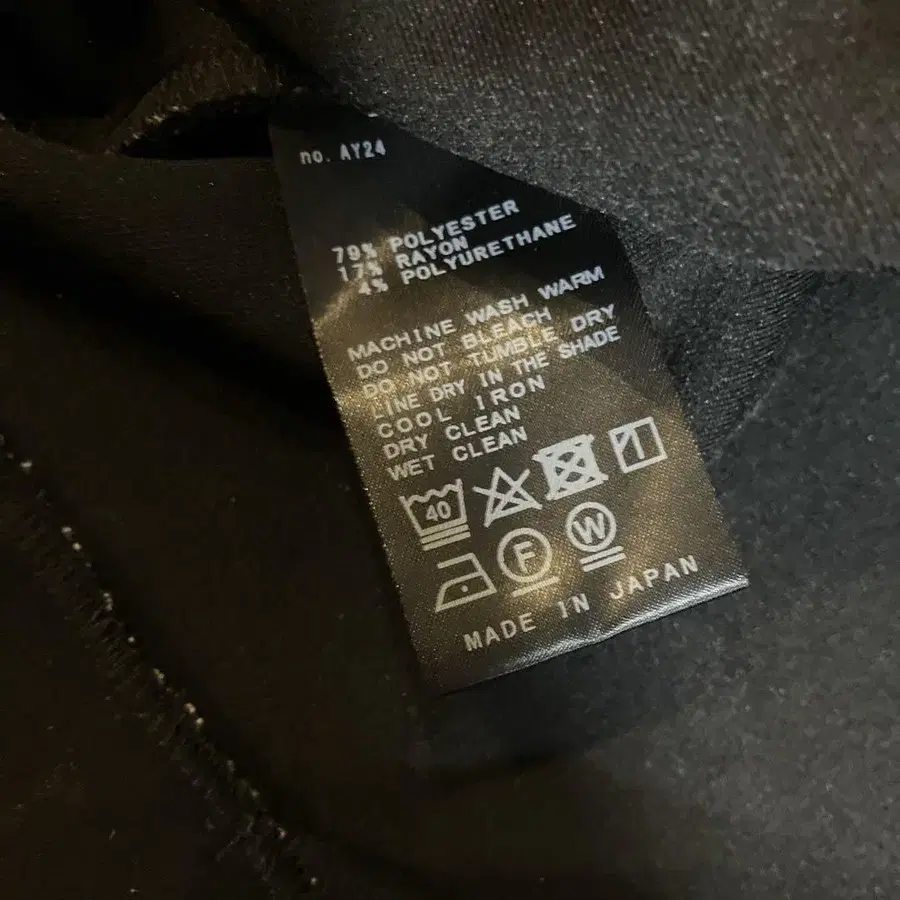 no. AY24
79% POLYESTER
17% RAYON
4% POLYURETHANE
MACHINE WASH WARM
DO NOT BLEACH
DO NOT TUMBLE DRY
LINE DRY IN THE SHADE
COOL IRON
DRY CLEAN
WET CLEAN
40
F W
MADE IN JAPAN